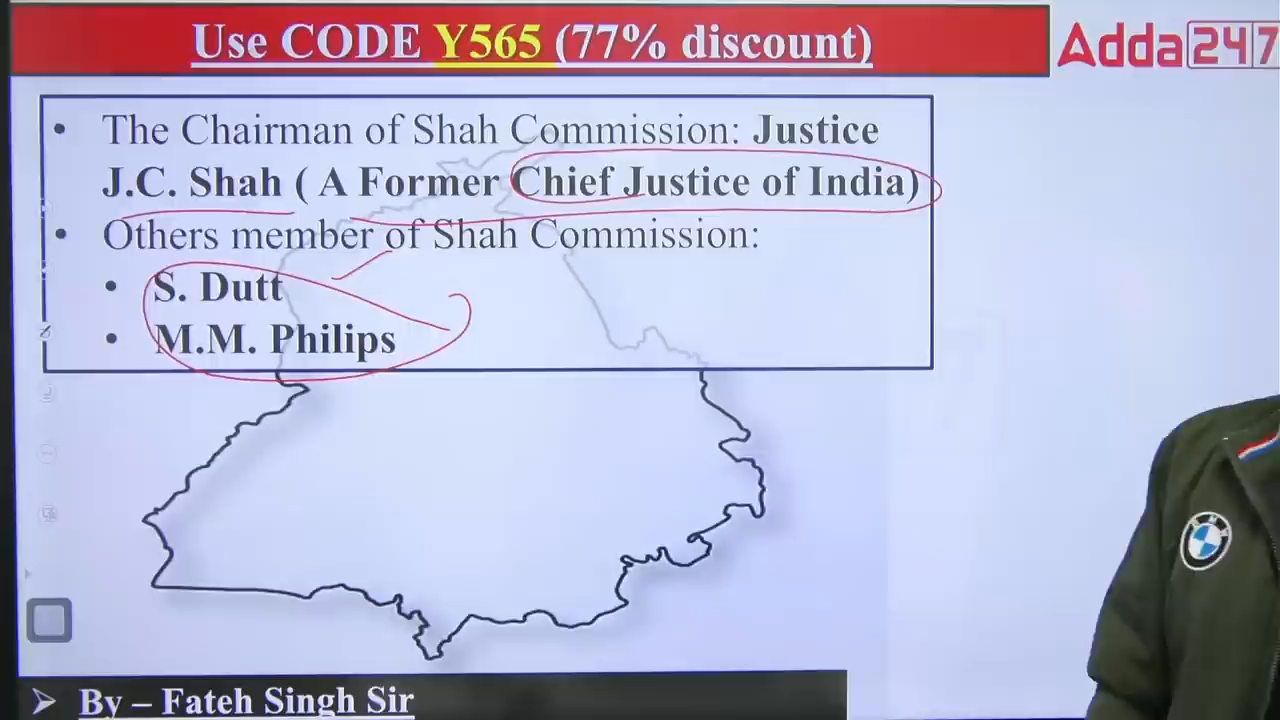 Use CODE Y565 (77% discount)
Adda247
• The Chairman of Shah Commission: Justice
J.C. Shah ( A Former Chief Justice of India)
• Others member of Shah Commission:
• S. Dutt
• M.M. Philips
BMW
➢ By – Fateh Singh Sir